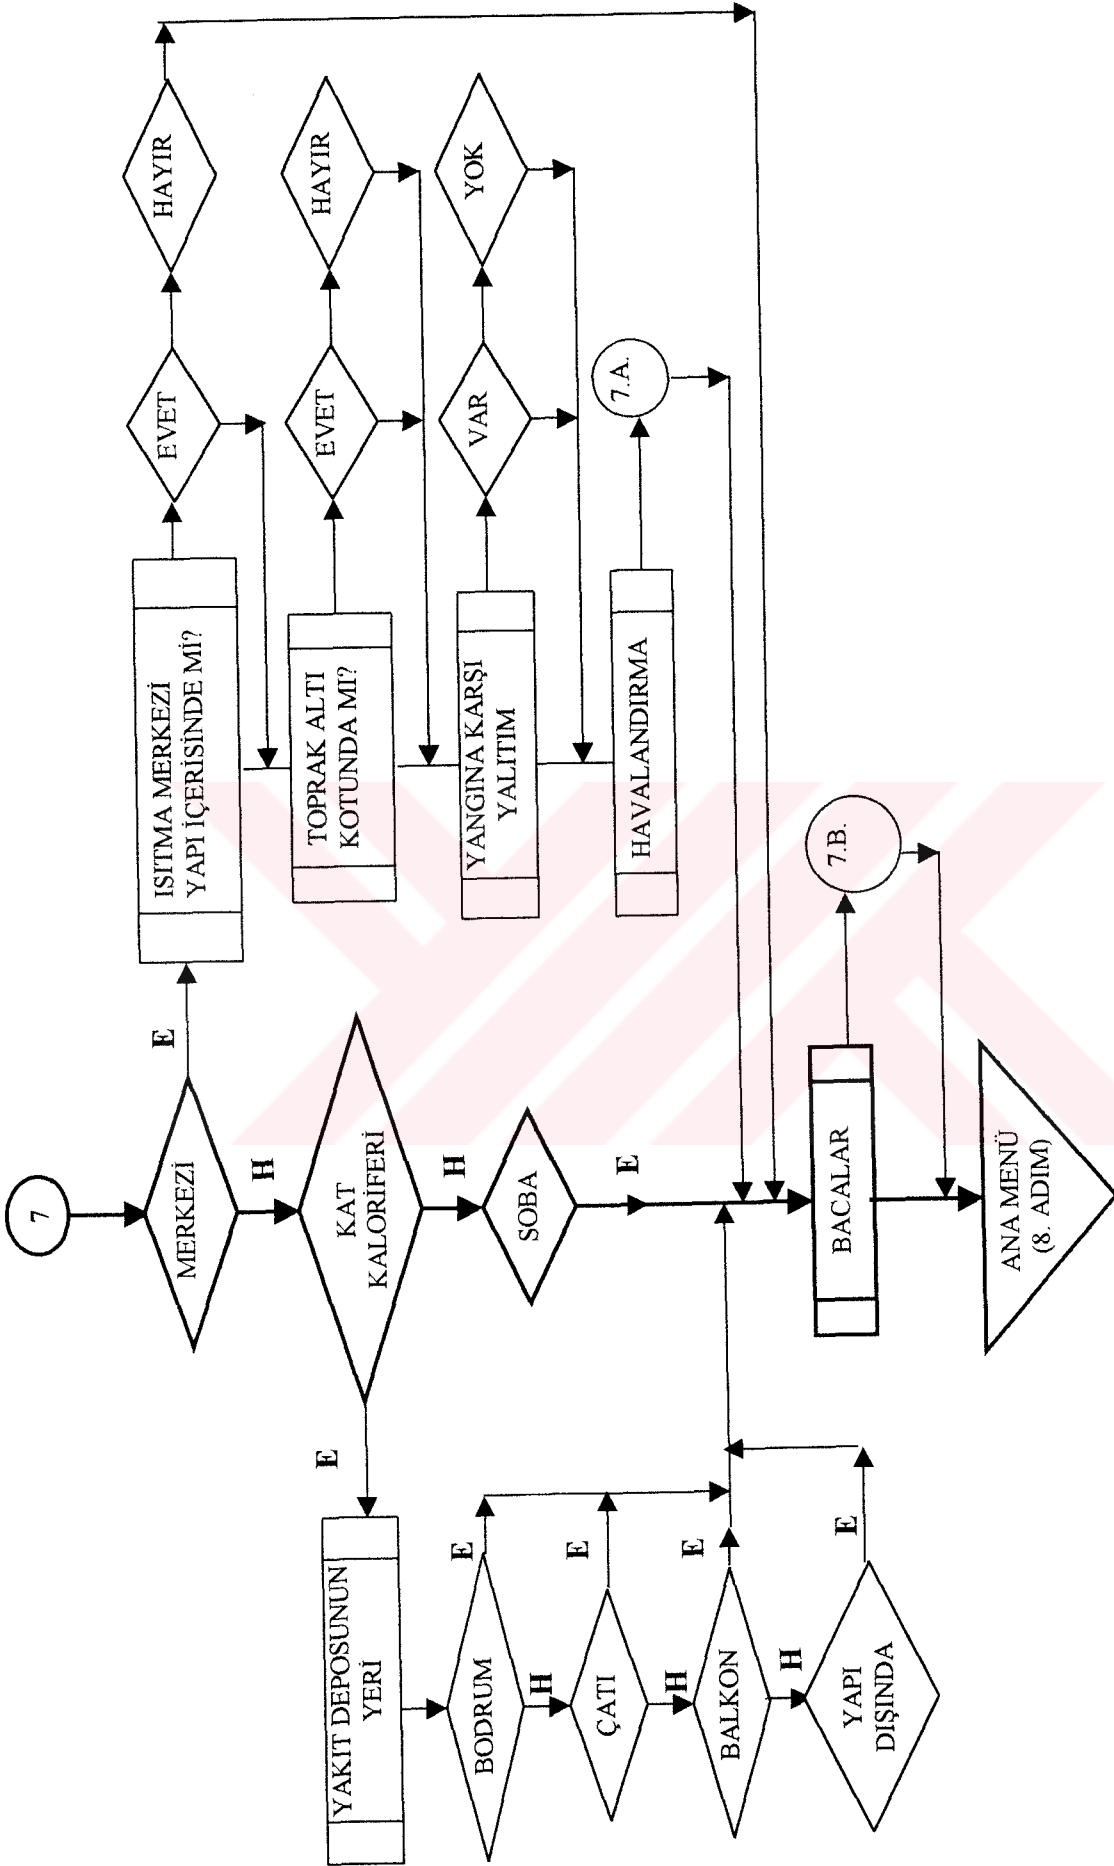 7
MERKEZİ
E
H
ISITMA MERKEZİ
YAPI İÇERİSİNDE Mİ?
EVET
HAYIR
TOPRAK ALTI
KOTUNDA MI?
EVET
HAYIR
YANGINA KARŞI
YALITIM
VAR
YOK
HAVALANDIRMA
7.A.
KAT
KALORİFERİ
E
H
SOBA
E
YAKIT DEPOSUNUN
YERİ
BODRUM
E
H
ÇATI
E
H
BALKON
E
H
YAPI
DIŞINDA
E
BACALAR
7.B.
ANA MENÜ
(8. ADIM)